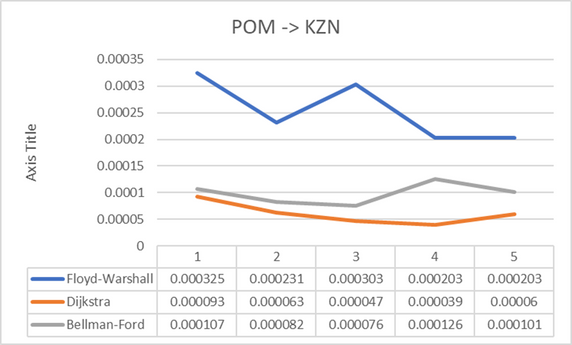 POM -> KZN
0.00035
0.0003
0.00025
0.0002
0.00015
0.0001
0.00005
0
Axis Title
1 2 3 4 5
Floyd-Warshall 0.000325 0.000231 0.000303 0.000203 0.000203
Dijkstra 0.000093 0.000063 0.000047 0.000039 0.00006
Bellman-Ford 0.000107 0.000082 0.000076 0.000126 0.000101